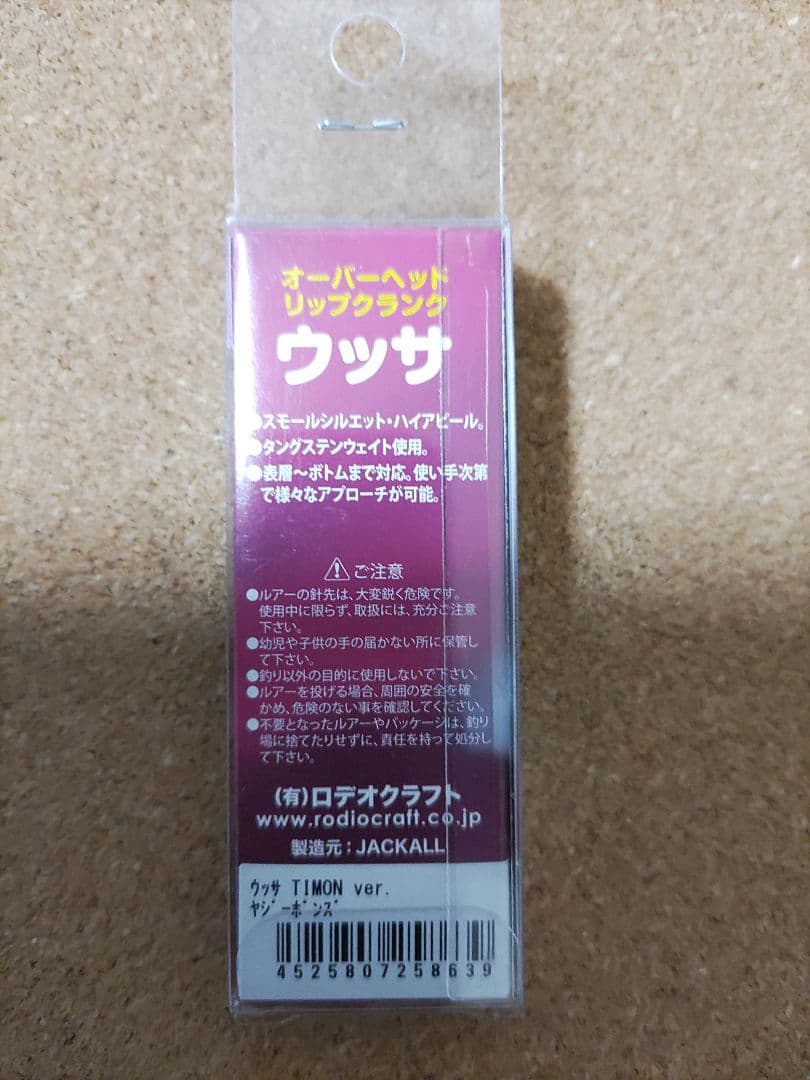 オーバーヘッド
リップクランク
ウッサ
●スモールシルエット・ハイアピール。
●タングステンウェイト使用。
●表層〜ボトムまで対応。使い手次第
で様々なアプローチが可能。
ご注意
●ルアーの針先は、大変鋭く危険です。
使用中に限らず、取扱には、充分ご注意
下さい。
●幼児や子供の手の届かない所に保管し
て下さい。
●釣り以外の目的に使用しないで下さい。
●ルアーを投げる場合、周囲の安全を確
かめ、危険のない事を確認してください。
●不要となったルアーやパッケージは、釣り
場に捨てたりせずに、責任を持って処分し
て下さい。
(有)ロデオクラフト
www.rodiocraft.co.jp
製造元:JACKALL
ウッサ TIMON ver.
ヤジーボンズ
4525807258639